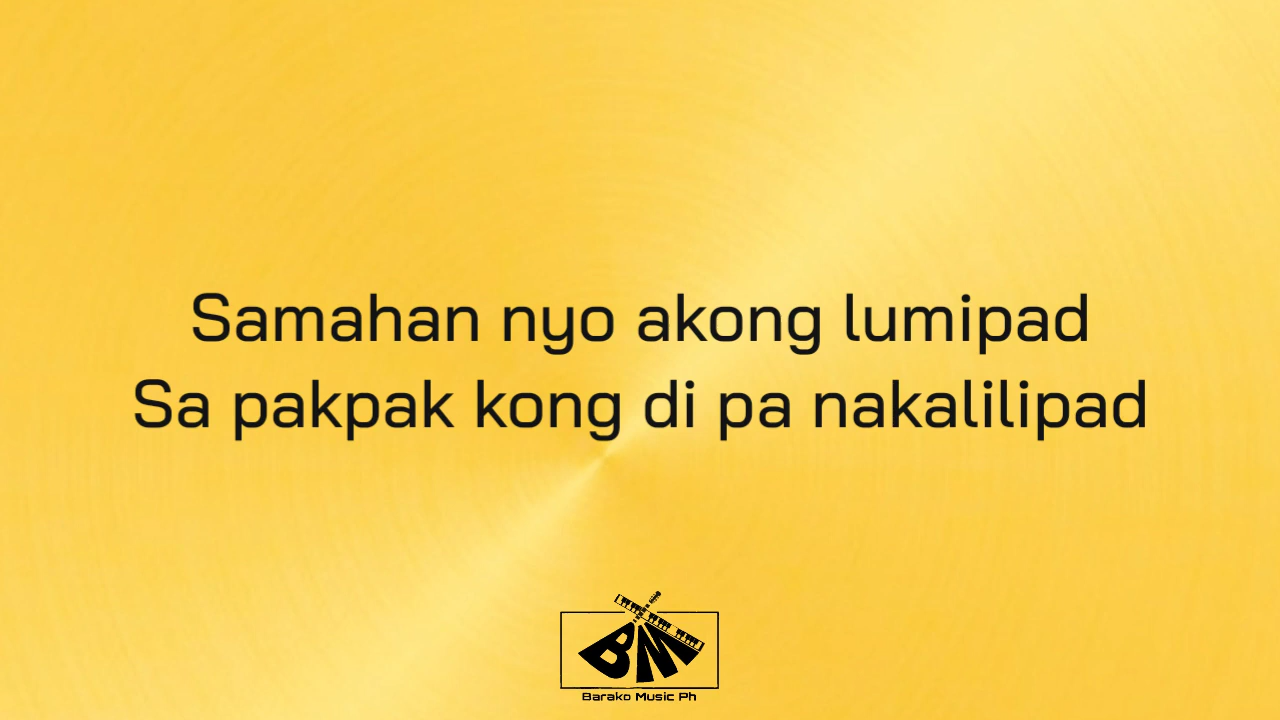 Samahan nyo akong lumipad
Sa pakpak kong di pa nakalilipad
BM
Barako Music Ph